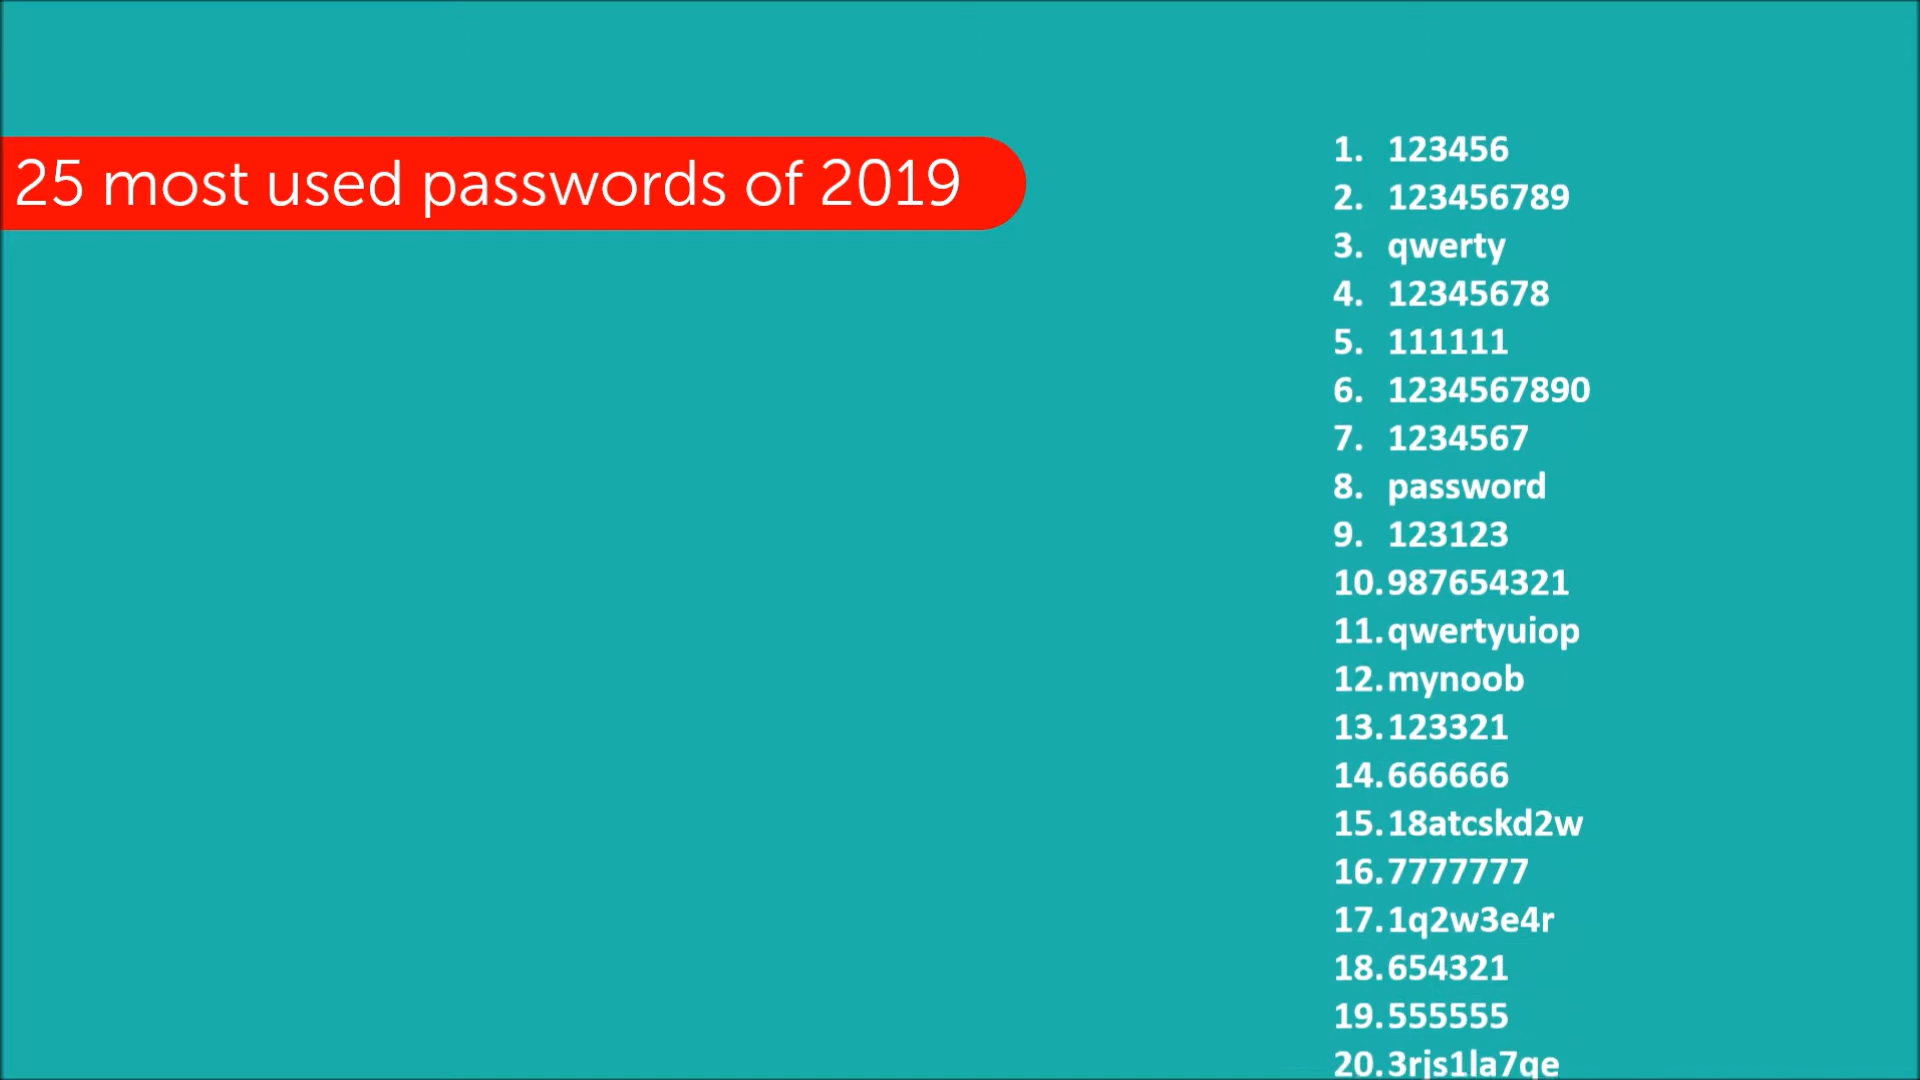 25 most used passwords of 2019
1. 123456
2. 123456789
3. qwerty
4. 12345678
5. 111111
6. 1234567890
7. 1234567
8. password
9. 123123
10. 987654321
11. qwertyuiop
12. mynoob
13. 123321
14. 666666
15. 18atcskd2w
16. 7777777
17. 1q2w3e4r
18. 654321
19. 555555
20. 3rjs1la7qe